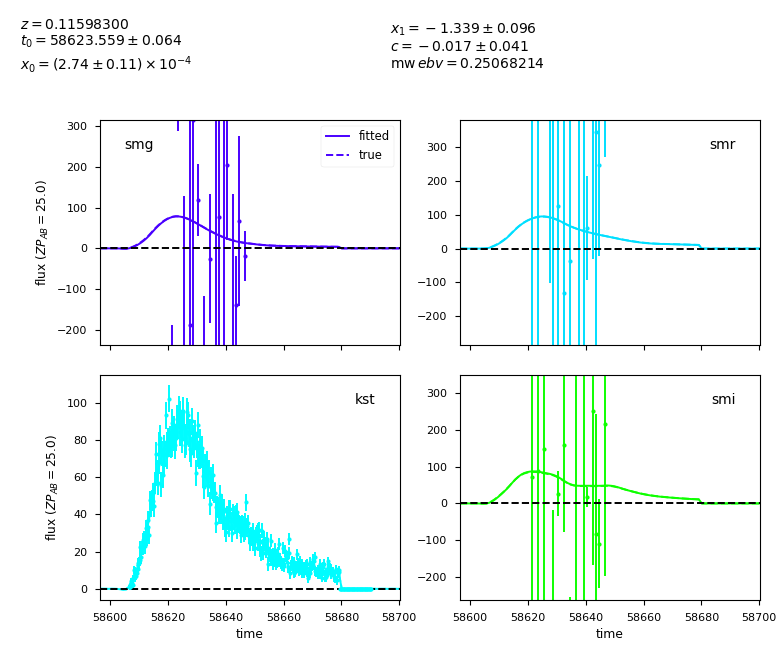 z = 0.11598300
t₀ = 58623.559 ± 0.064
x₀ = (2.74 ± 0.11) × 10⁻⁴
x₁ = −1.339 ± 0.096
c = −0.017 ± 0.041
mw ebv = 0.25068214
smg
fitted
true
300
200
100
0
−100
−200
flux (ZP_AB = 25.0)
smr
300
200
100
0
−100
−200
kst
100
80
60
40
20
0
flux (ZP_AB = 25.0)
58600 58620 58640 58660 58680 58700
time
smi
300
200
100
0
−100
−200
58600 58620 58640 58660 58680 58700
time